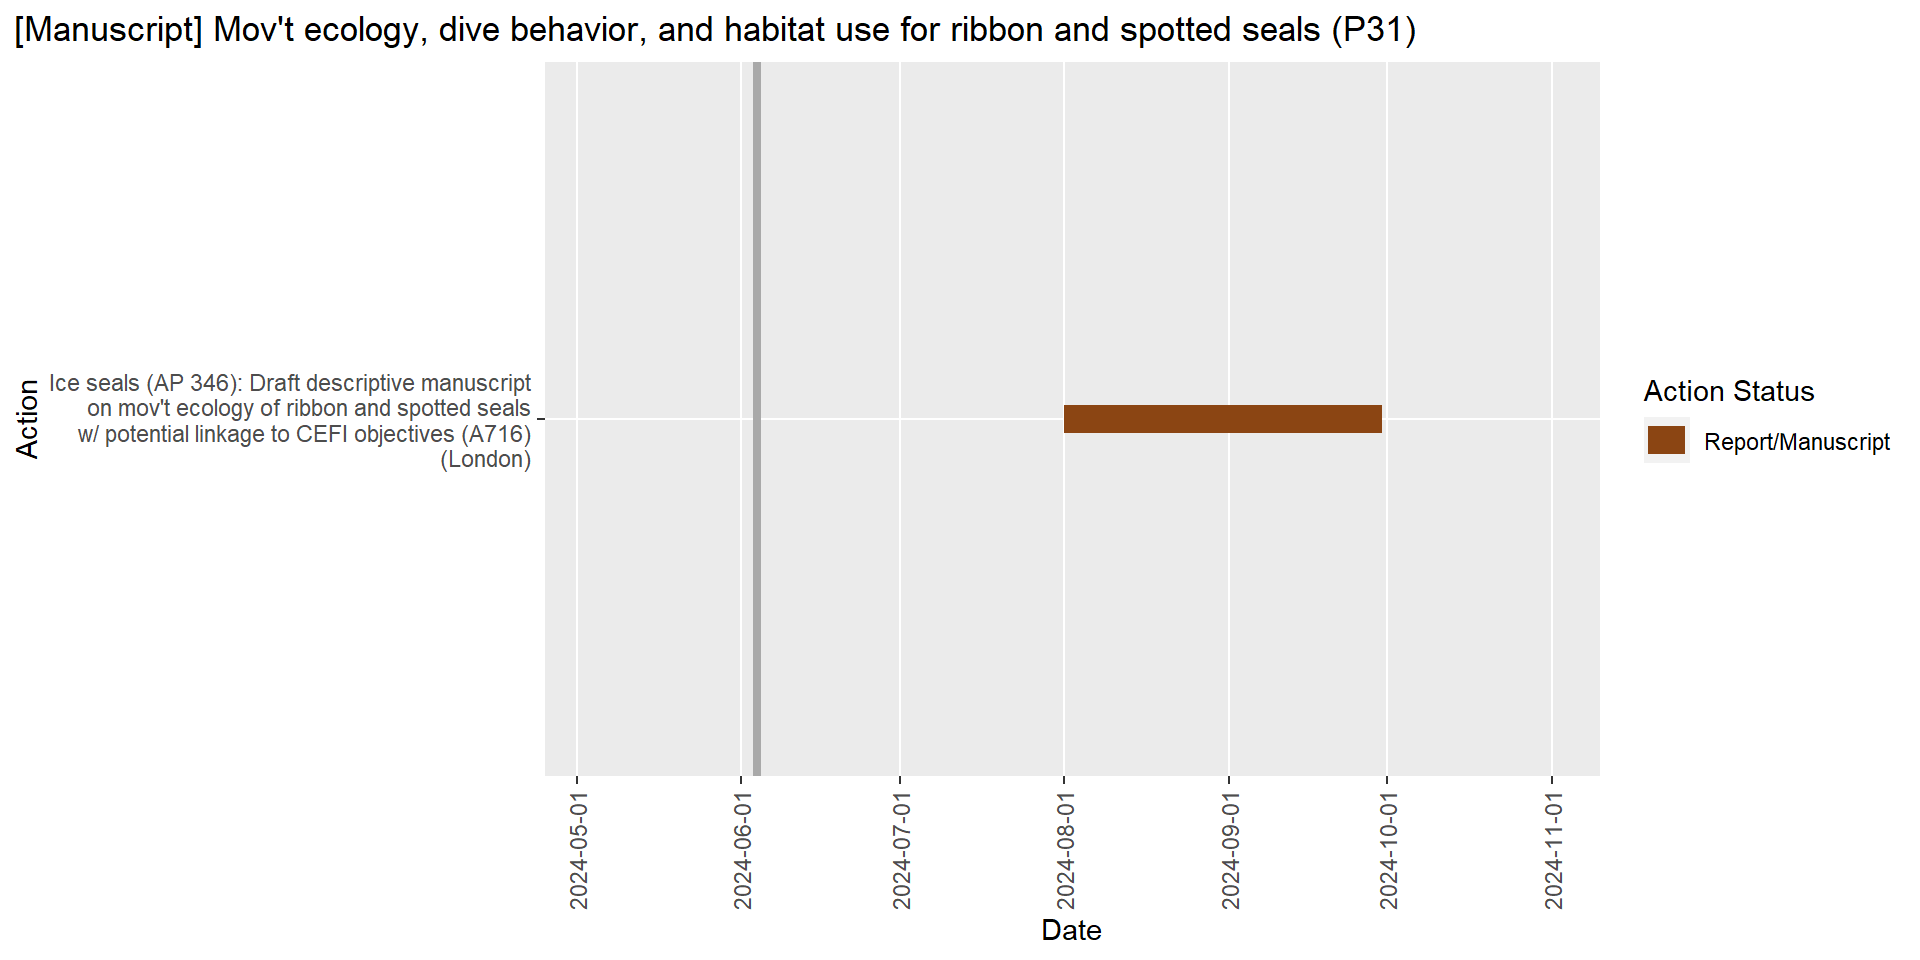 [Manuscript] Mov't ecology, dive behavior, and habitat use for ribbon and spotted seals (P31)
Action
Ice seals (AP 346): Draft descriptive manuscript
on mov't ecology of ribbon and spotted seals
w/ potential linkage to CEFI objectives (A716)
(London)
Action Status
Report/Manuscript
2024-05-01
2024-06-01
2024-07-01
2024-08-01
2024-09-01
2024-10-01
2024-11-01
Date